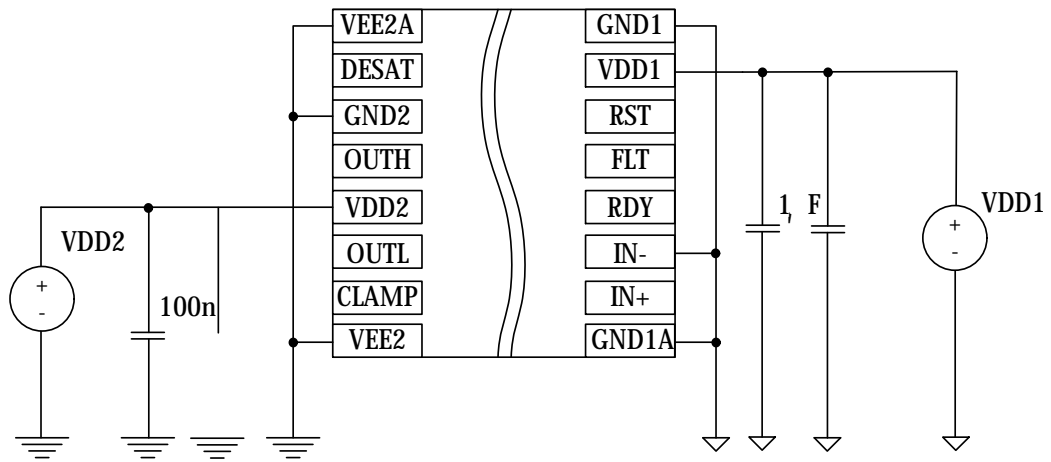 VEE2A GND1
DESAT VDD1
GND2 RST
OUTH FLT
VDD2 RDY
OUTL IN-
CLAMP IN+
VEE2 GND1A
VDD2
+
-
100n
1, F
VDD1
+
-